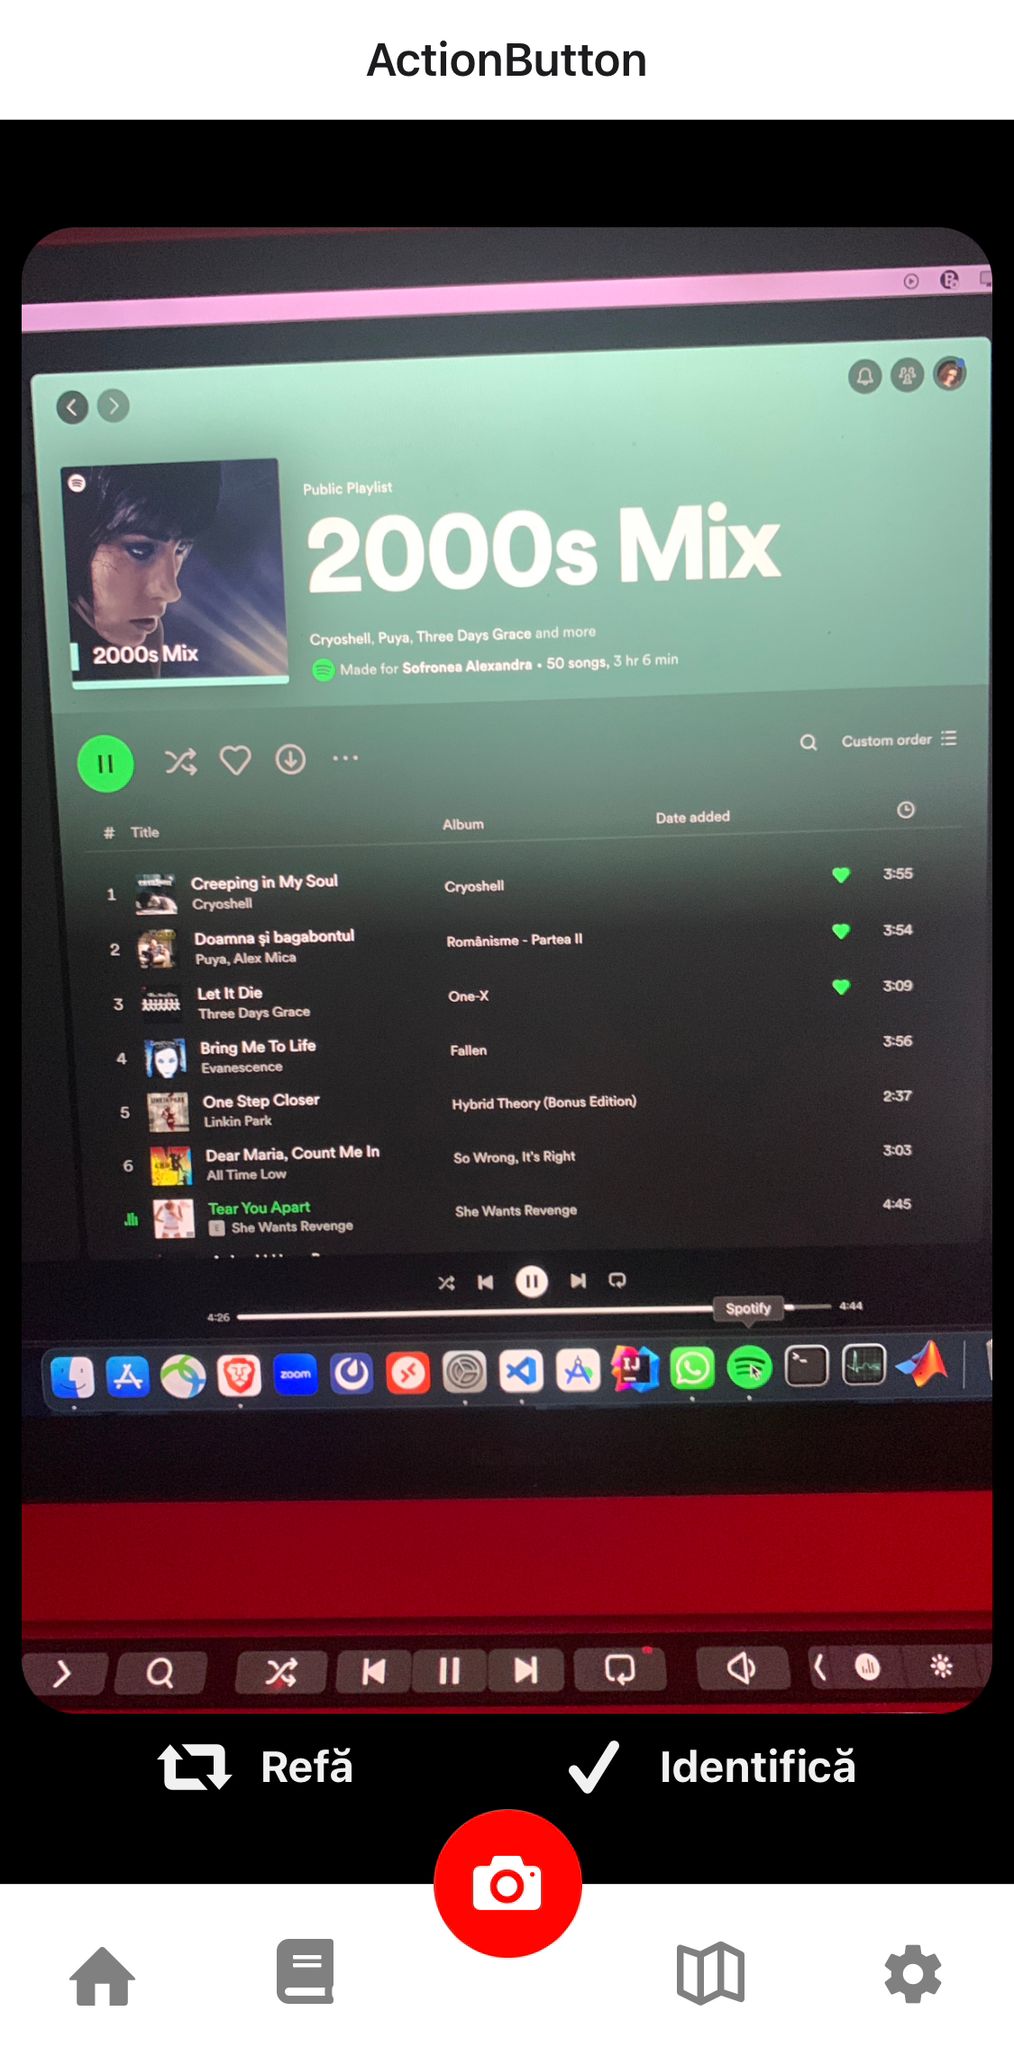 ActionButton
2000s Mix
Public Playlist
2000s Mix
Cryoshell, Puya, Three Days Grace and more
Made for Sofronea Alexandra • 50 songs, 3 hr 6 min
Custom order
# Title Album Date added
1 Creeping in My Soul Cryoshell 3:55
Cryoshell
2 Doamna și bagabontul Românisme - Partea II 3:54
Puya, Alex Mica
3 Let It Die One-X 3:09
Three Days Grace
4 Bring Me To Life Fallen 3:56
Evanescence
5 One Step Closer Hybrid Theory (Bonus Edition) 2:37
Linkin Park
6 Dear Maria, Count Me In So Wrong, It's Right 3:03
All Time Low
Tear You Apart She Wants Revenge 4:45
E She Wants Revenge
4:26 Spotify 4:44
zoom IJ
Refă Identifică